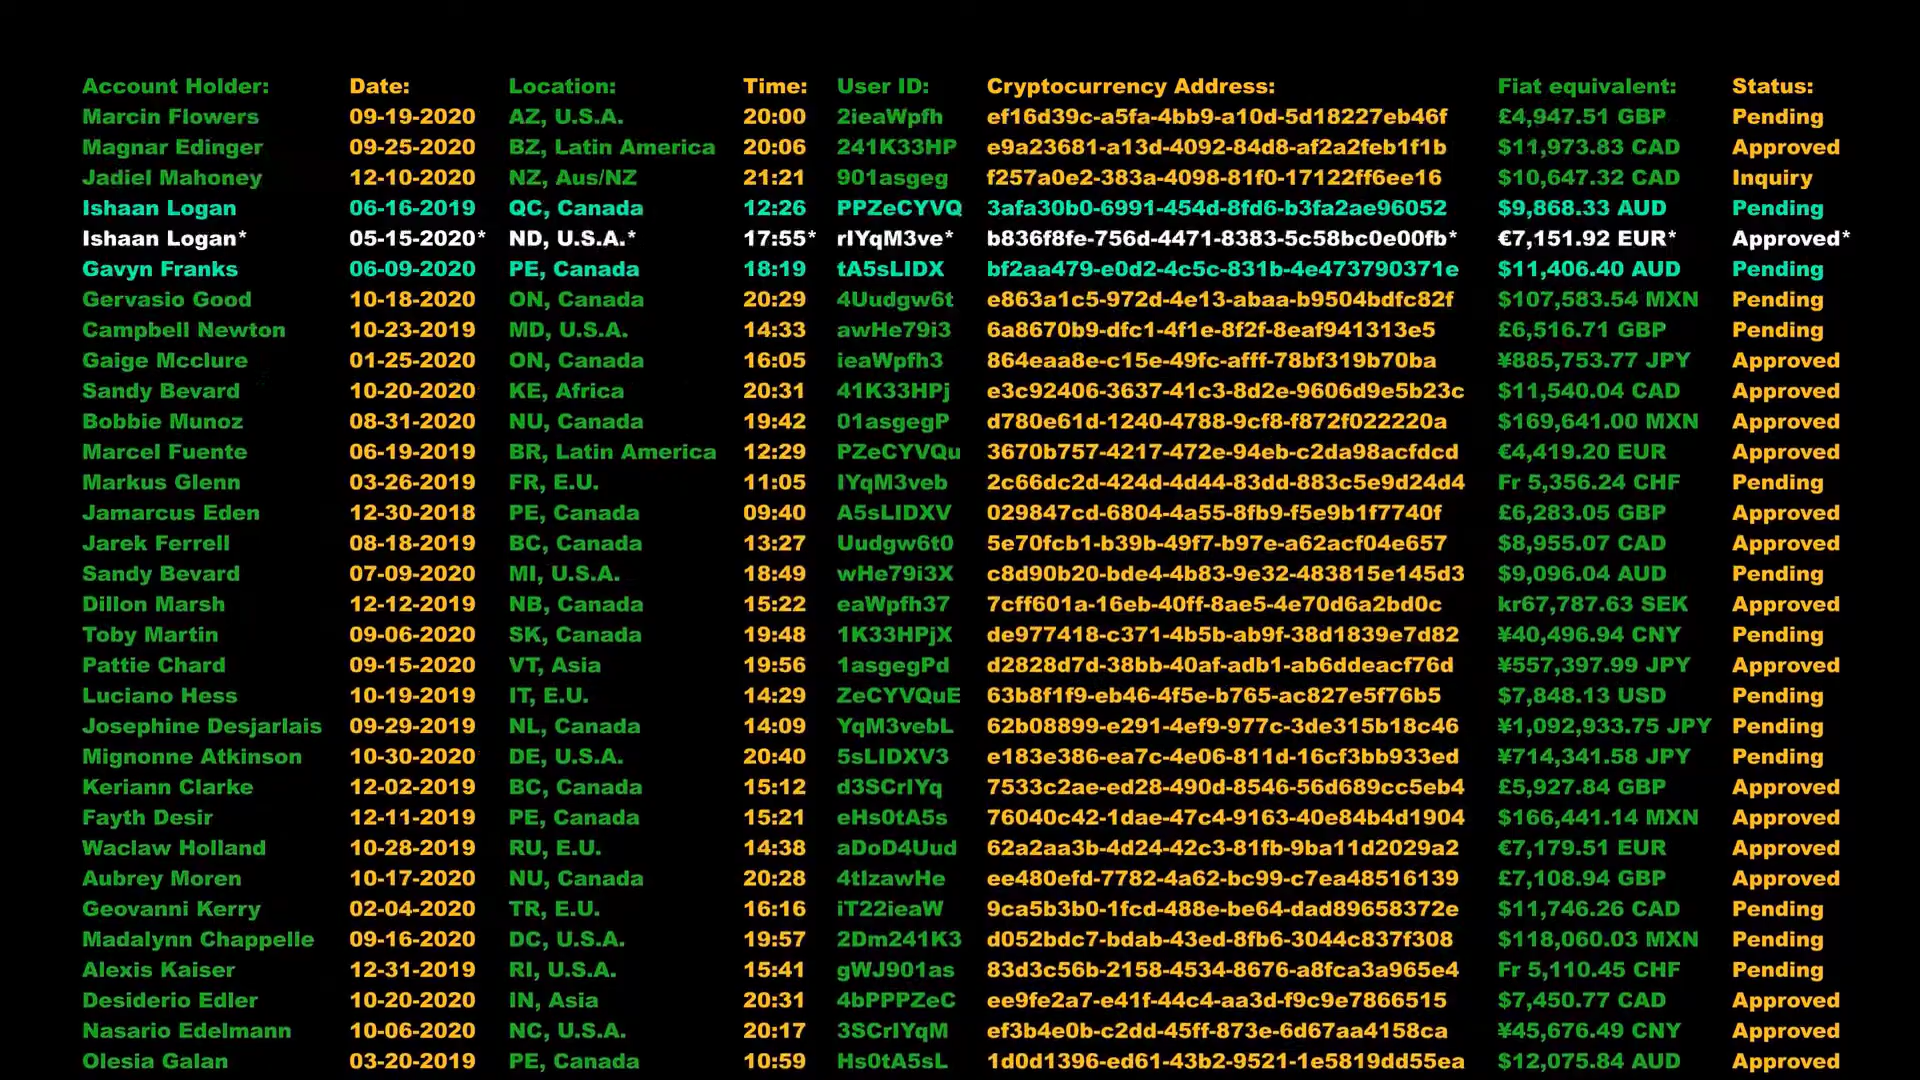 Account Holder: Date: Location: Time: User ID: Cryptocurrency Address: Fiat equivalent: Status:
Marcin Flowers 09-19-2020 AZ, U.S.A. 20:00 2ieaWpfh ef16d39c-a5fa-4bb9-a10d-5d18227eb46f £4,947.51 GBP Pending
Magnar Edinger 09-25-2020 BZ, Latin America 20:06 241K33HP e9a23681-a13d-4092-84d8-af2a2feb1f1b $11,973.83 CAD Approved
Jadiel Mahoney 12-10-2020 NZ, Aus/NZ 21:21 901asgeg f257a0e2-383a-4098-81f0-17122ff6ee16 $10,647.32 CAD Inquiry
Ishaan Logan 06-16-2019 QC, Canada 12:26 PPZeCYVQ 3afa30b0-6991-454d-8fd6-b3fa2ae96052 $9,868.33 AUD Pending
Ishaan Logan* 05-15-2020* ND, U.S.A.* 17:55* rIYqM3ve* b836f8fe-756d-4471-8383-5c58bc0e00fb* €7,151.92 EUR* Approved*
Gavyn Franks 06-09-2020 PE, Canada 18:19 tA5sLIDX bf2aa479-e0d2-4c5c-831b-4e473790371e $11,406.40 AUD Pending
Gervasio Good 10-18-2020 ON, Canada 20:29 4Uudgw6t e863a1c5-972d-4e13-abaa-b9504bdfc82f $107,583.54 MXN Pending
Campbell Newton 10-23-2019 MD, U.S.A. 14:33 awHe79i3 6a8670b9-dfc1-4f1e-8f2f-8eaf941313e5 £6,516.71 GBP Pending
Gaige Mcclure 01-25-2020 ON, Canada 16:05 ieaWpfh3 864eaa8e-c15e-49fc-afff-78bf319b70ba ¥885,753.77 JPY Approved
Sandy Bevard 10-20-2020 KE, Africa 20:31 41K33HPj e3c92406-3637-41c3-8d2e-9606d9e5b23c $11,540.04 CAD Approved
Bobbie Munoz 08-31-2020 NU, Canada 19:42 01asgegP d780e61d-1240-4788-9cf8-f872f022220a $169,641.00 MXN Approved
Marcel Fuente 06-19-2019 BR, Latin America 12:29 PZeCYVQu 3670b757-4217-472e-94eb-c2da98acfdcd €4,419.20 EUR Approved
Markus Glenn 03-26-2019 FR, E.U. 11:05 IYqM3veb 2c66dc2d-424d-4d44-83dd-883c5e9d24d4 Fr 5,356.24 CHF Pending
Jamarcus Eden 12-30-2018 PE, Canada 09:40 A5sLIDXV 029847cd-6804-4a55-8fb9-f5e9b1f7740f £6,283.05 GBP Approved
Jarek Ferrell 08-18-2019 BC, Canada 13:27 Uudgw6t0 5e70fcb1-b39b-49f7-b97e-a62acf04e657 $8,955.07 CAD Approved
Sandy Bevard 07-09-2020 MI, U.S.A. 18:49 wHe79i3X c8d90b20-bde4-4b83-9e32-483815e145d3 $9,096.04 AUD Pending
Dillon Marsh 12-12-2019 NB, Canada 15:22 eaWpfh37 7cff601a-16eb-40ff-8ae5-4e70d6a2bd0c kr67,787.63 SEK Approved
Toby Martin 09-06-2020 SK, Canada 19:48 1K33HPjX de977418-c371-4b5b-ab9f-38d1839e7d82 ¥40,496.94 CNY Pending
Pattie Chard 09-15-2020 VT, Asia 19:56 1asgegPd d2828d7d-38bb-40af-adb1-ab6ddeacf76d ¥557,397.99 JPY Approved
Luciano Hess 10-19-2019 IT, E.U. 14:29 ZeCYVQuE 63b8f1f9-eb46-4f5e-b765-ac827e5f76b5 $7,848.13 USD Pending
Josephine Desjarlais 09-29-2019 NL, Canada 14:09 YqM3vebL 62b08899-e291-4ef9-977c-3de315b18c46 ¥1,092,933.75 JPY Pending
Mignonne Atkinson 10-30-2020 DE, U.S.A. 20:40 5sLIDXV3 e183e386-ea7c-4e06-811d-16cf3bb933ed ¥714,341.58 JPY Pending
Keriann Clarke 12-02-2019 BC, Canada 15:12 d3SCrIYq 7533c2ae-ed28-490d-8546-56d689cc5eb4 £5,927.84 GBP Approved
Fayth Desir 12-11-2019 PE, Canada 15:21 eHs0tA5s 76040c42-1dae-47c4-9163-40e84b4d1904 $166,441.14 MXN Approved
Waclaw Holland 10-28-2019 RU, E.U. 14:38 aDoD4Uud 62a2aa3b-4d24-42c3-81fb-9ba11d2029a2 €7,179.51 EUR Approved
Aubrey Moren 10-17-2020 NU, Canada 20:28 4tIzawHe ee480efd-7782-4a62-bc99-c7ea48516139 £7,108.94 GBP Approved
Geovanni Kerry 02-04-2020 TR, E.U. 16:16 iT22ieaW 9ca5b3b0-1fcd-488e-be64-dad89658372e $11,746.26 CAD Pending
Madalynn Chappelle 09-16-2020 DC, U.S.A. 19:57 2Dm241K3 d052bdc7-bdab-43ed-8fb6-3044c837f308 $118,060.03 MXN Pending
Alexis Kaiser 12-31-2019 RI, U.S.A. 15:41 gWJ901as 83d3c56b-2158-4534-8676-a8fca3a965e4 Fr 5,110.45 CHF Pending
Desiderio Edler 10-20-2020 IN, Asia 20:31 4bPPPZeC ee9fe2a7-e41f-44c4-aa3d-f9c9e7866515 $7,450.77 CAD Approved
Nasario Edelmann 10-06-2020 NC, U.S.A. 20:17 3SCrIYqM ef3b4e0b-c2dd-45ff-873e-6d67aa4158ca ¥45,676.49 CNY Approved
Olesia Galan 03-20-2019 PE, Canada 10:59 Hs0tA5sL 1d0d1396-ed61-43b2-9521-1e5819dd55ea $12,075.84 AUD Approved